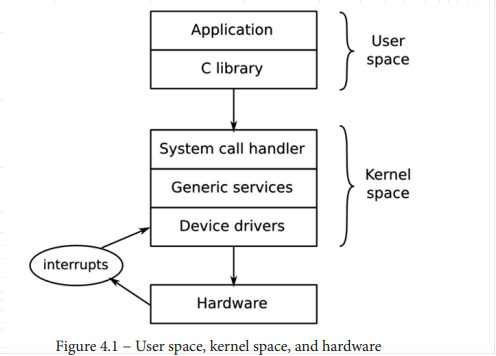 Application
C library
User
space
System call handler
Generic services
Device drivers
Kernel
space
interrupts
Hardware
Figure 4.1 – User space, kernel space, and hardware